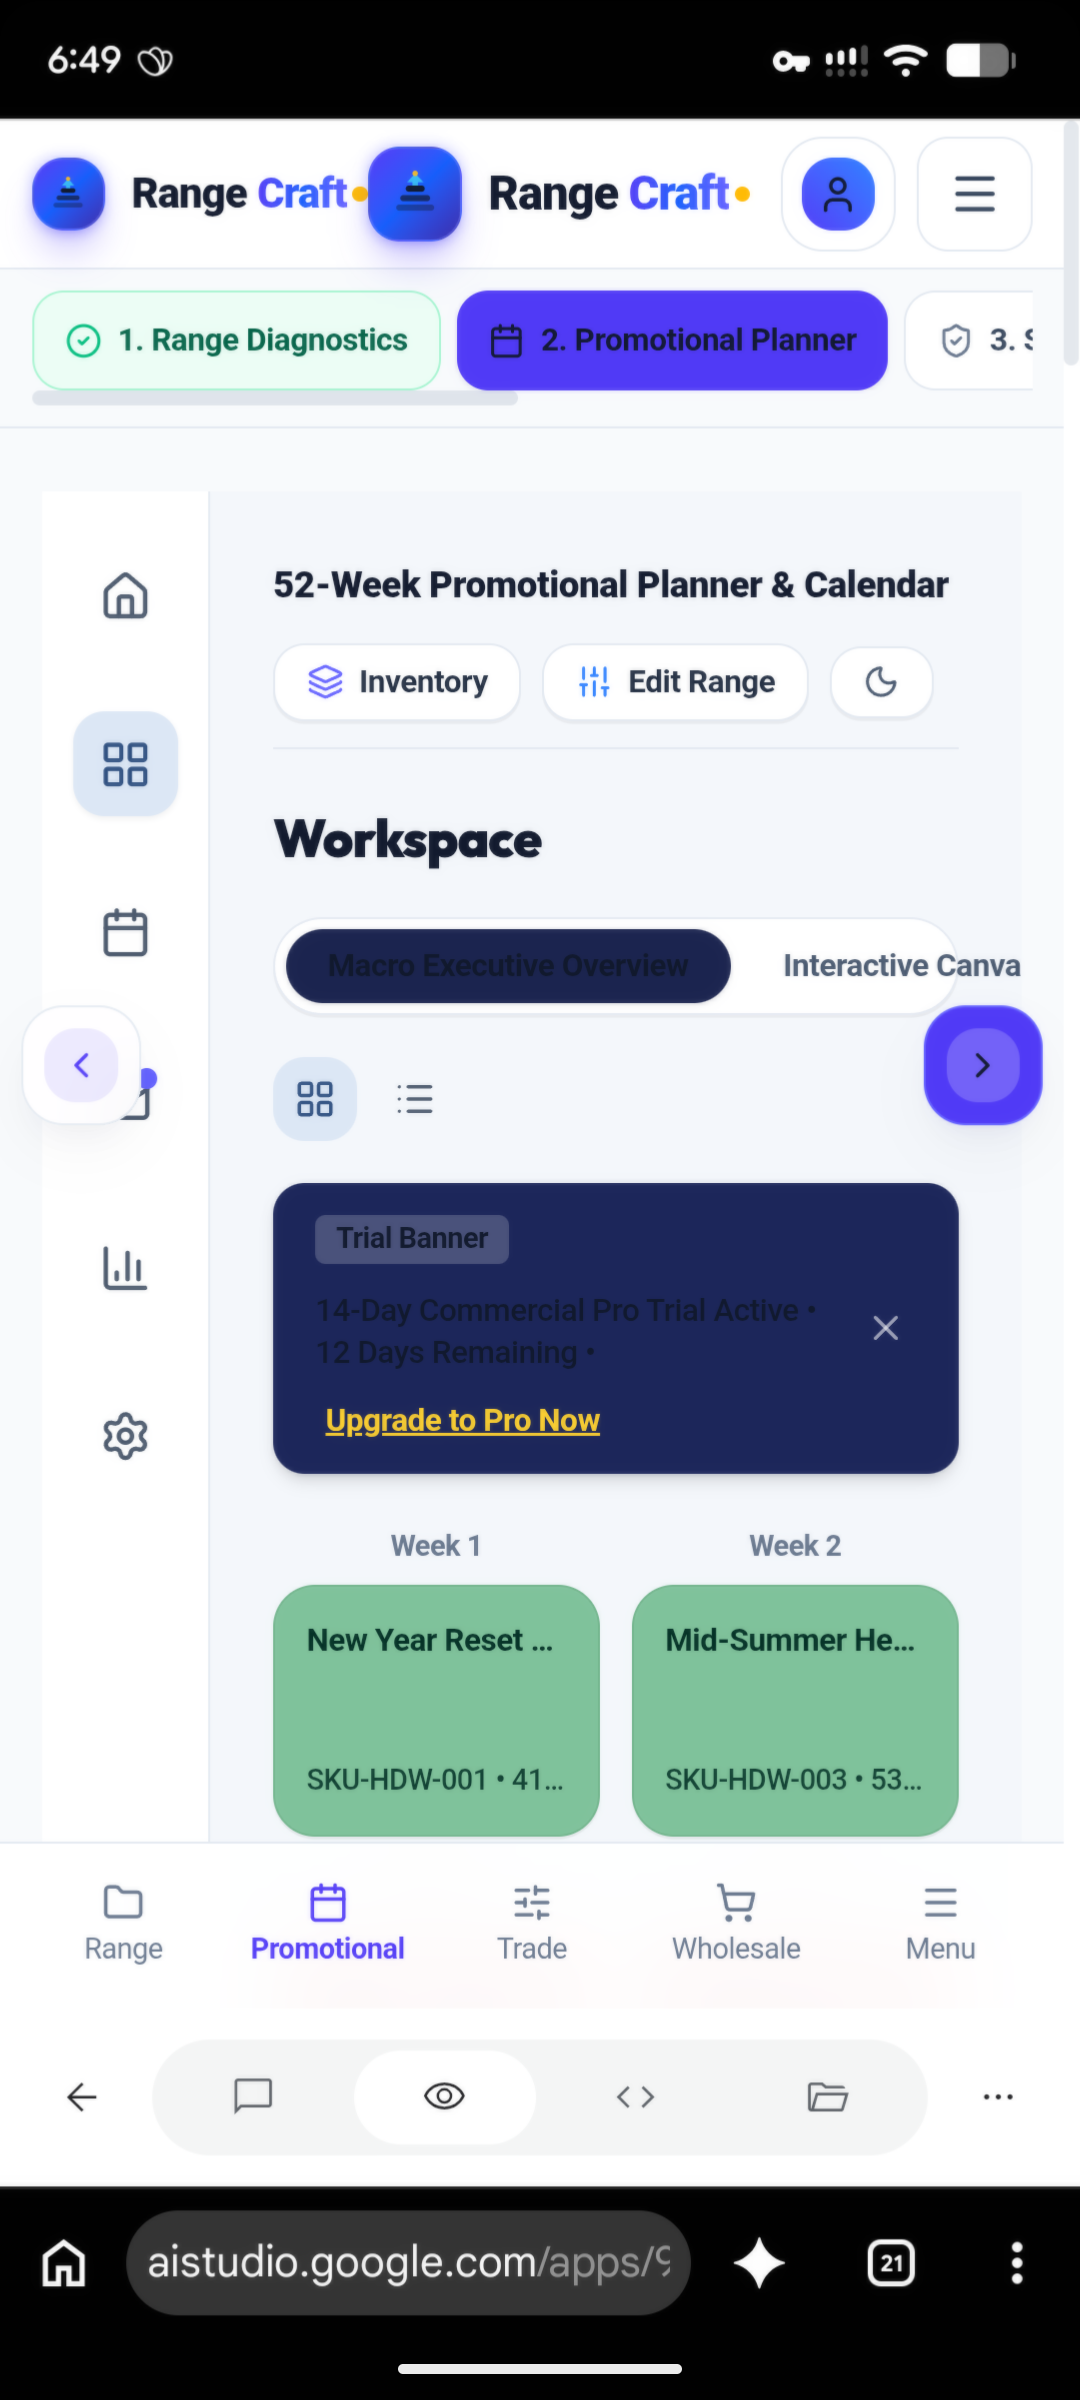 6:49
Range Craft
Range Craft
1. Range Diagnostics
2. Promotional Planner
3.
52-Week Promotional Planner & Calendar
Inventory
Edit Range
Workspace
Macro Executive Overview
Interactive Canva
Trial Banner
14-Day Commercial Pro Trial Active •
12 Days Remaining •
Upgrade to Pro Now
Week 1
Week 2
New Year Reset ...
Mid-Summer He...
SKU-HDW-001 • 41...
SKU-HDW-003 • 53...
Range
Promotional
Trade
Wholesale
Menu
aistudio.google.com/apps/9
21